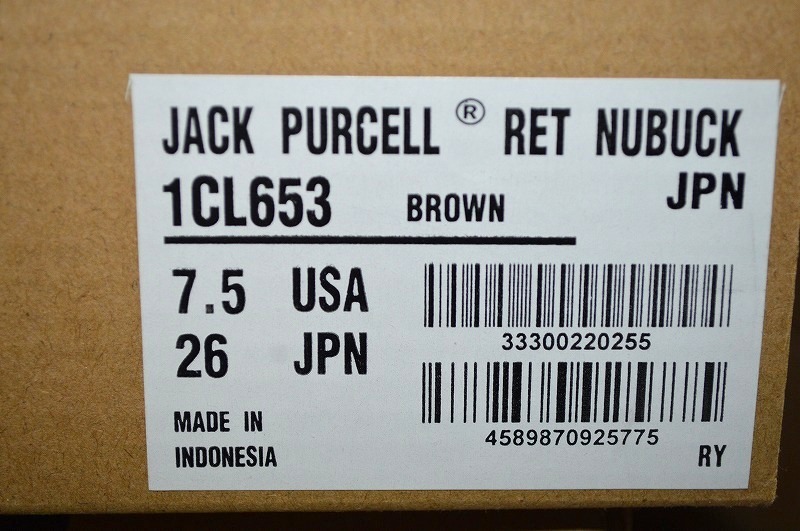 JACK PURCELL® RET NUBUCK
1CL653 BROWN JPN
7.5 USA
26 JPN
33300220255
MADE IN
INDONESIA
4589870925775
RY